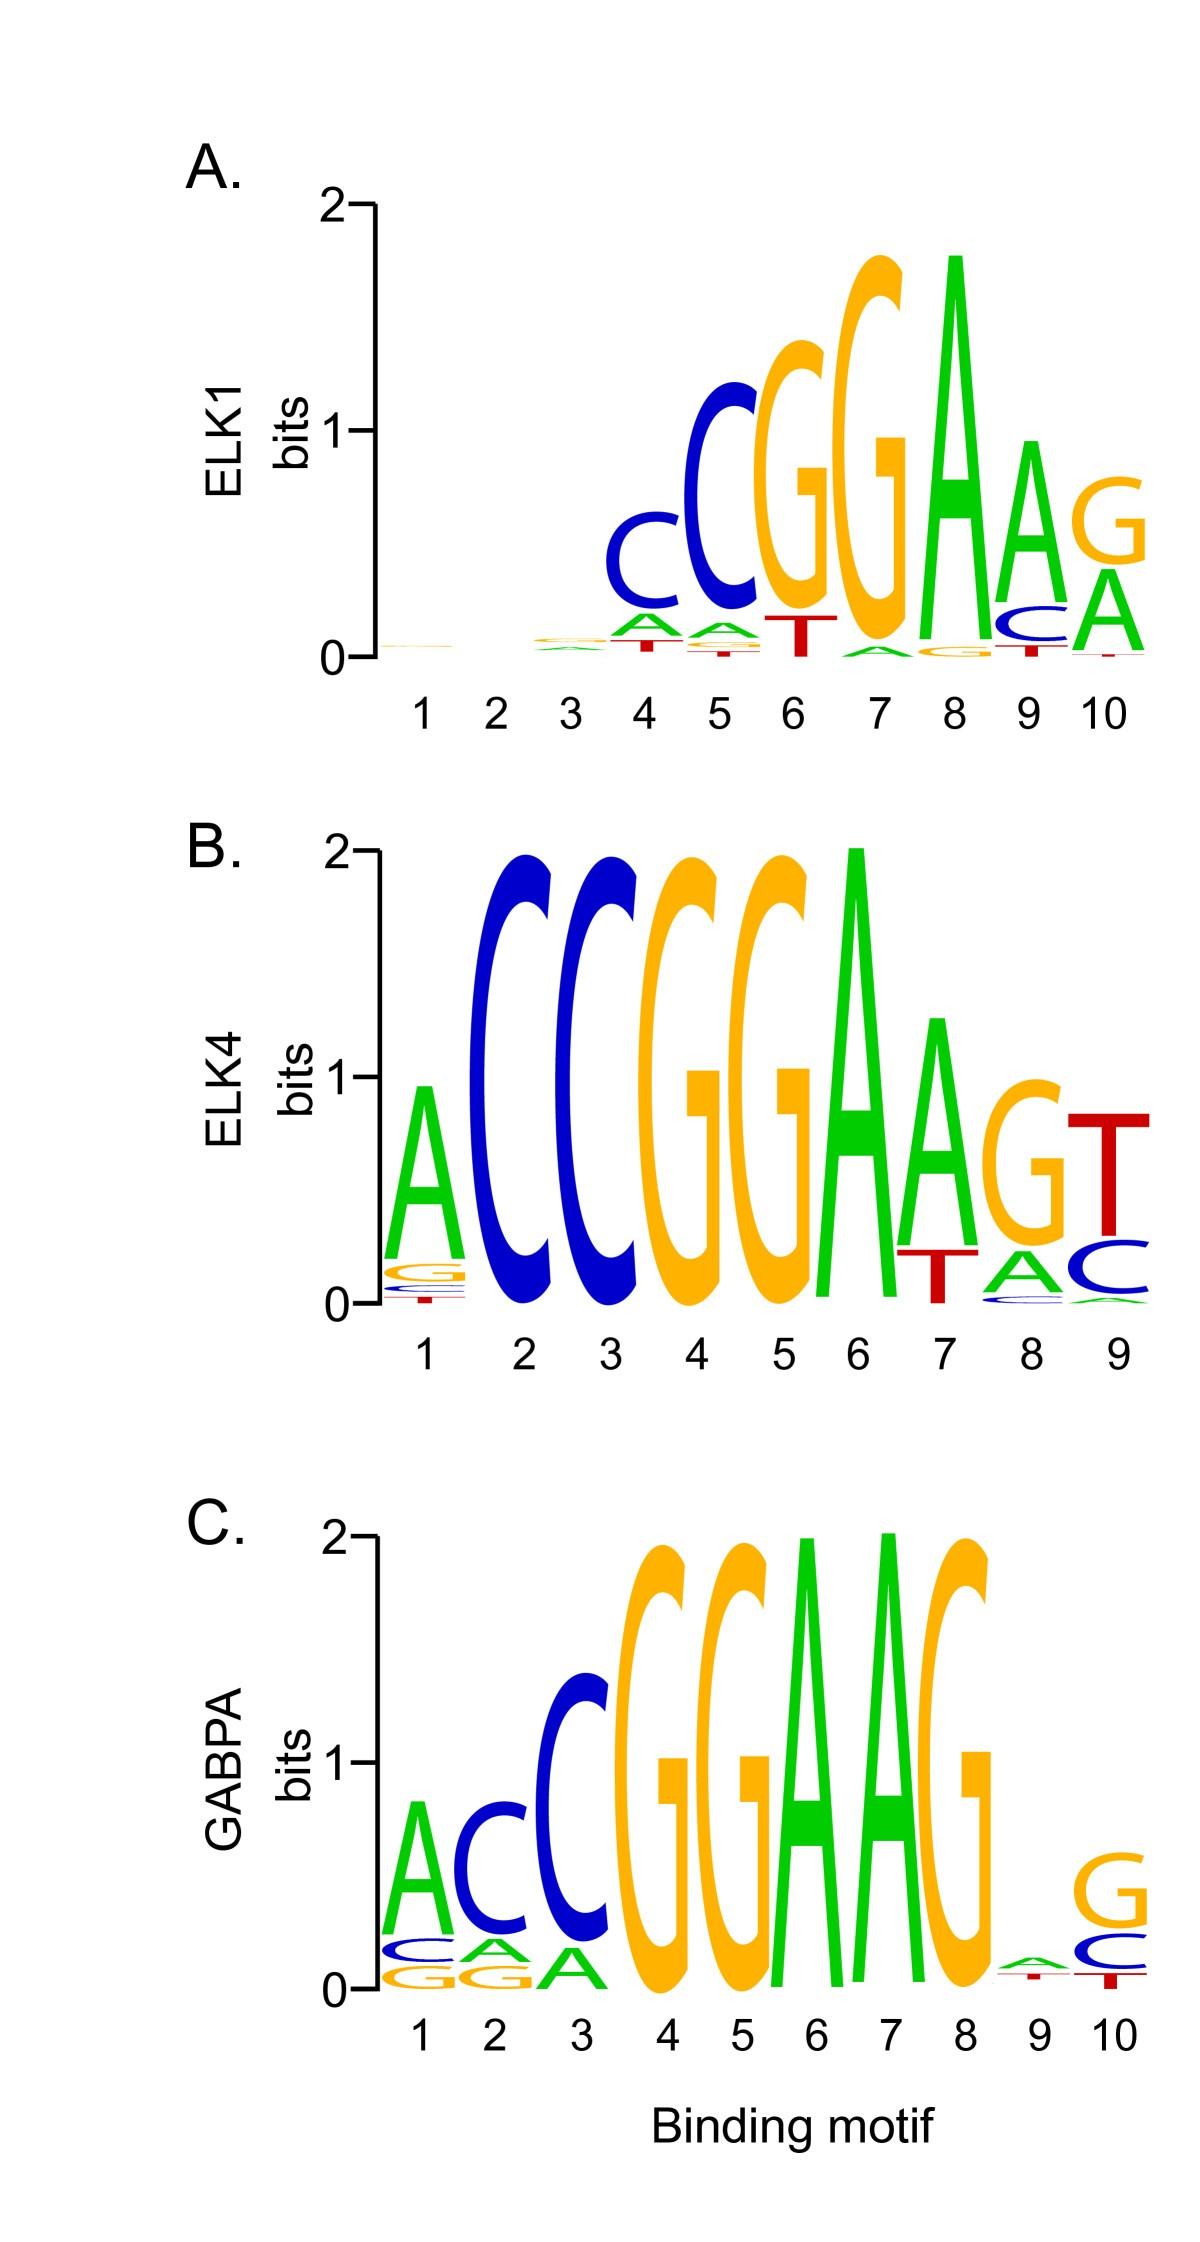 A.
ELK1
bits
2
1
0
C C G G A A G
A A T A G C A
T G T T
T
G
A
1 2 3 4 5 6 7 8 9 10
B.
ELK4
bits
2
1
0
A C C G G A A G T
G T A C
C C A
T
1 2 3 4 5 6 7 8 9
C.
GABPA
bits
2
1
0
A C C G G A A G A G
C A A T C
G G T
1 2 3 4 5 6 7 8 9 10
Binding motif